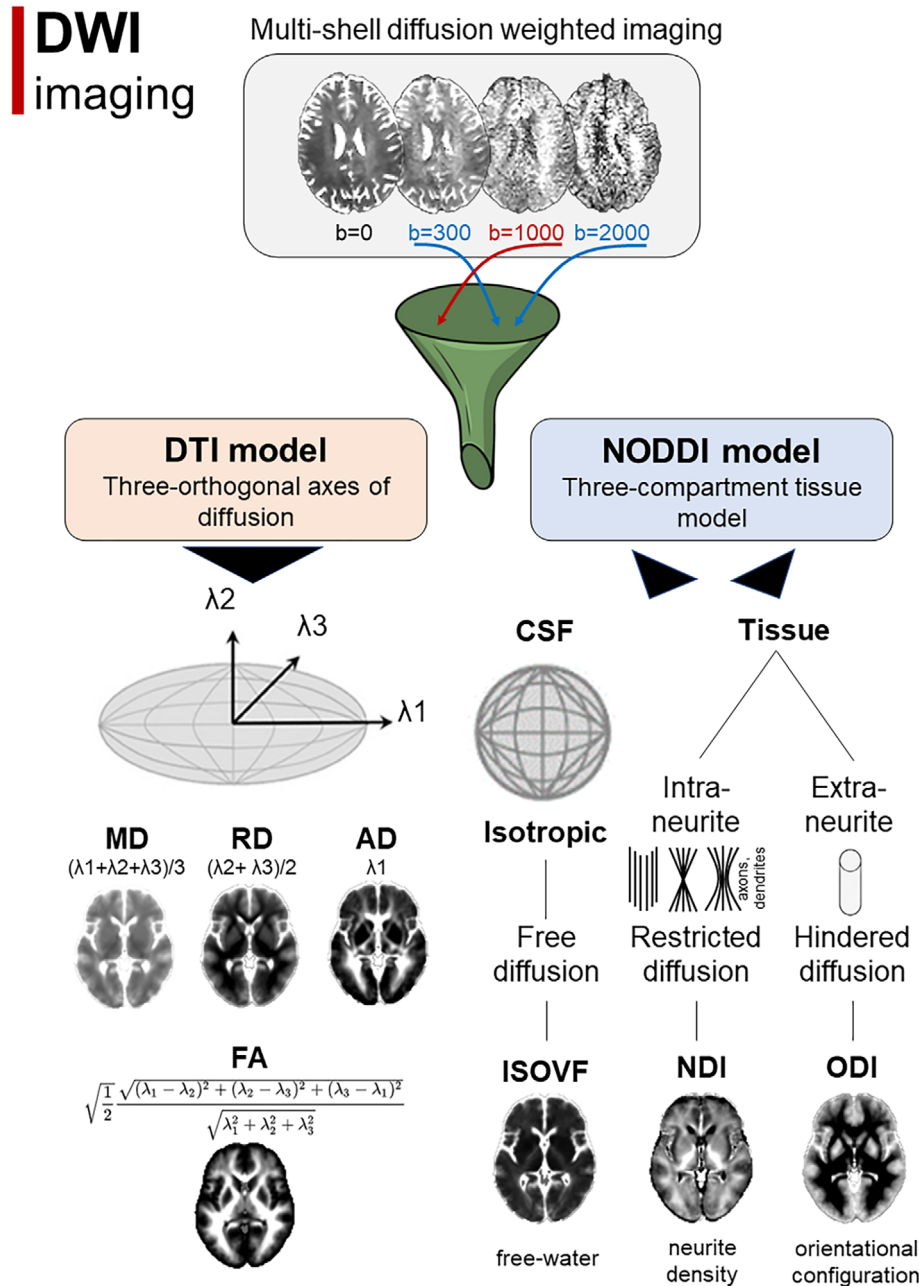 DWI
imaging
Multi-shell diffusion weighted imaging
b=0 b=300 b=1000 b=2000
DTI model
Three-orthogonal axes of
diffusion
NODDI model
Three-compartment tissue
model
λ2
λ3
λ1
CSF
Tissue
Isotropic
Intra-
neurite
Extra-
neurite
axons,
dendrites
MD RD AD
(λ1+λ2+λ3)/3 (λ2+ λ3)/2 λ1
Free
diffusion
Restricted
diffusion
Hindered
diffusion
FA
√(1/2) √((λ₁ − λ₂)² + (λ₂ − λ₃)² + (λ₃ − λ₁)²)
√(λ₁² + λ₂² + λ₃²)
ISOVF NDI ODI
free-water
neurite
density
orientational
configuration